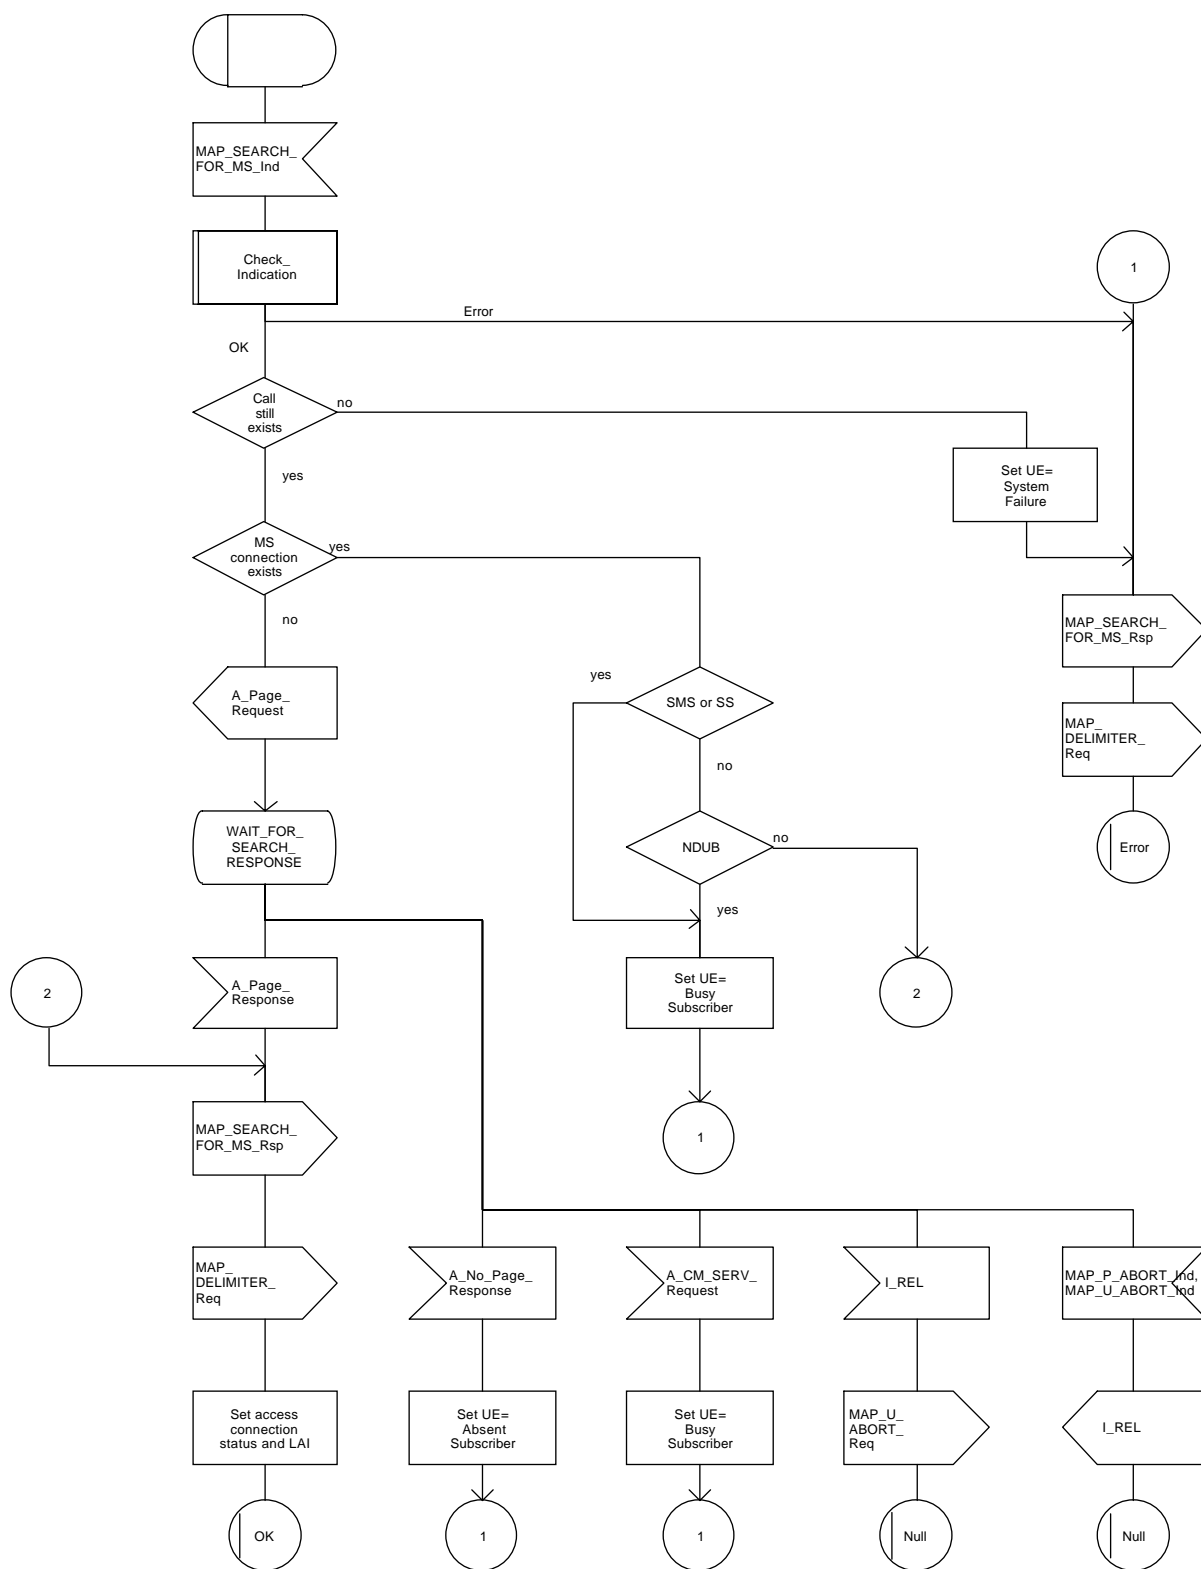 MAP_SEARCH_
FOR_MS_Ind
Check_
Indication
1
Error
OK
Call
still
exists
no
yes
Set UE=
System
Failure
MS
connection
exists
yes
no
MAP_SEARCH_
FOR_MS_Rsp
A_Page_
Request
yes
SMS or SS
no
MAP_
DELIMITER_
Req
WAIT_FOR_
SEARCH_
RESPONSE
NDUB
no
Error
yes
2
A_Page_
Response
Set UE=
Busy
Subscriber
2
MAP_SEARCH_
FOR_MS_Rsp
1
MAP_
DELIMITER_
Req
A_No_Page_
Response
A_CM_SERV_
Request
I_REL
MAP_P_ABORT_Ind,
MAP_U_ABORT_Ind
Set access
connection
status and LAI
Set UE=
Absent
Subscriber
Set UE=
Busy
Subscriber
MAP_U_
ABORT_
Req
I_REL
OK
1
1
Null
Null